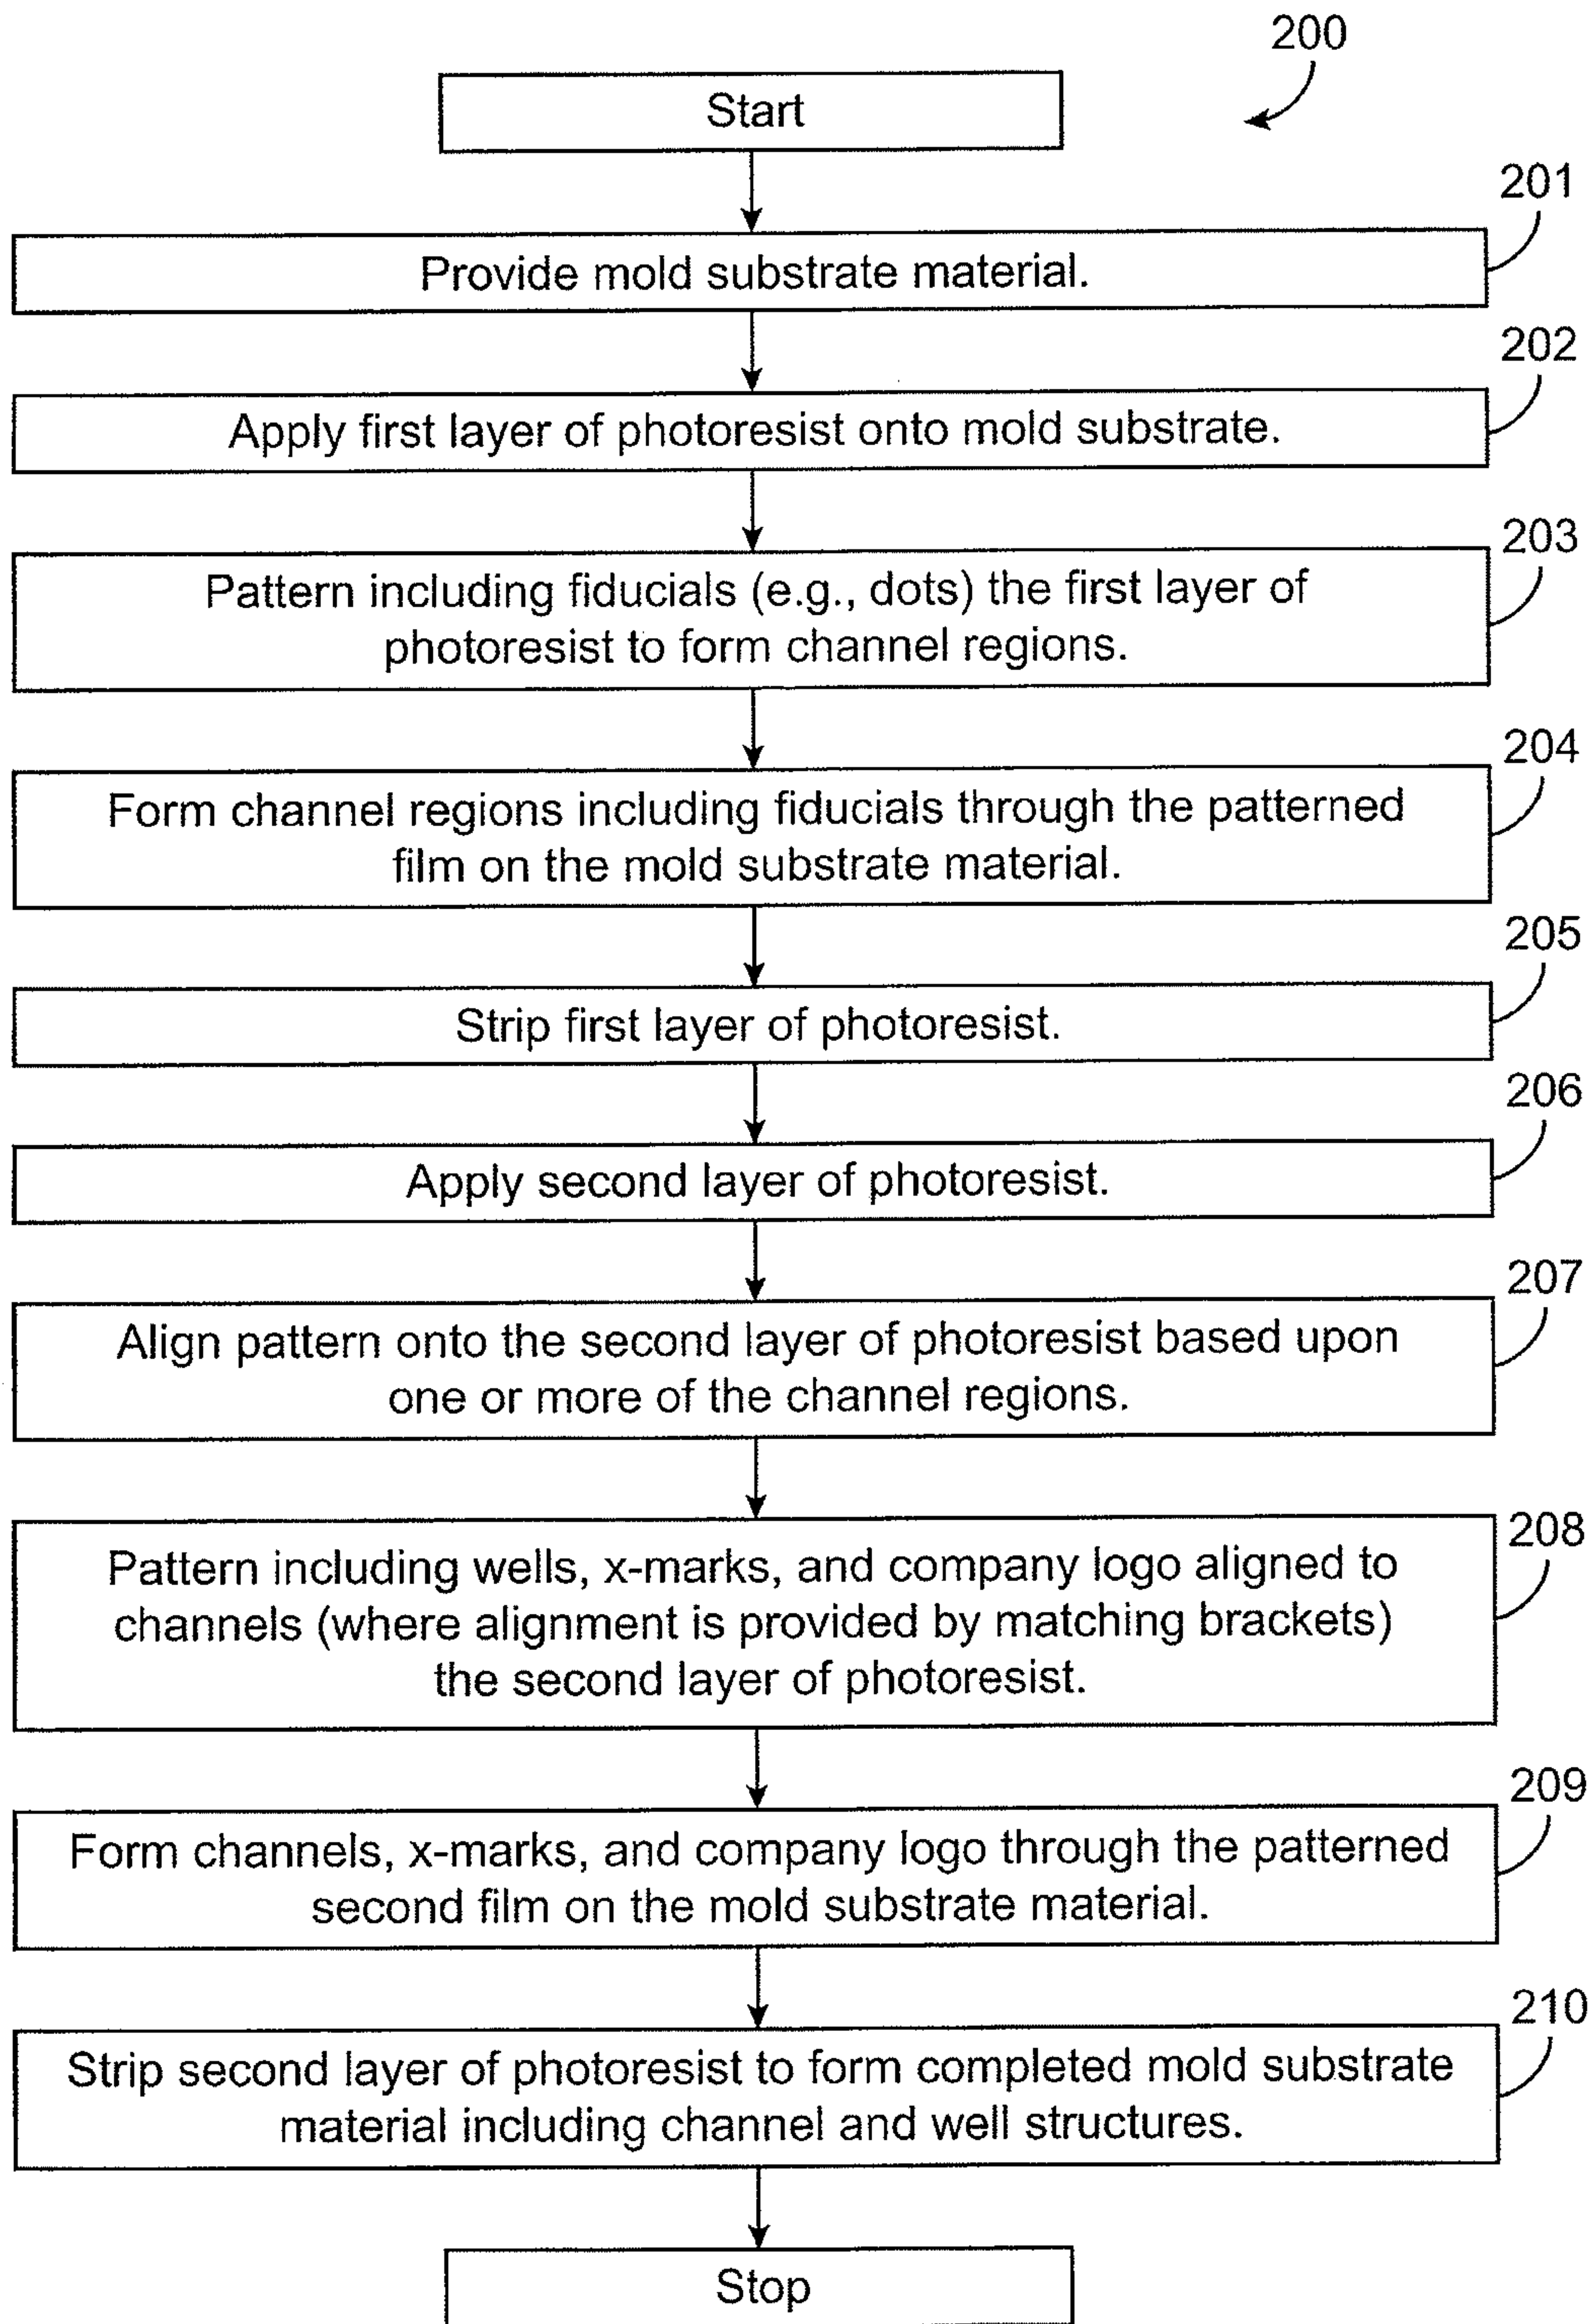 200
Start
201
Provide mold substrate material.
202
Apply first layer of photoresist onto mold substrate.
203
Pattern including fiducials (e.g., dots) the first layer of
photoresist to form channel regions.
204
Form channel regions including fiducials through the patterned
film on the mold substrate material.
205
Strip first layer of photoresist.
206
Apply second layer of photoresist.
207
Align pattern onto the second layer of photoresist based upon
one or more of the channel regions.
208
Pattern including wells, x-marks, and company logo aligned to
channels (where alignment is provided by matching brackets)
the second layer of photoresist.
209
Form channels, x-marks, and company logo through the patterned
second film on the mold substrate material.
210
Strip second layer of photoresist to form completed mold substrate
material including channel and well structures.
Stop